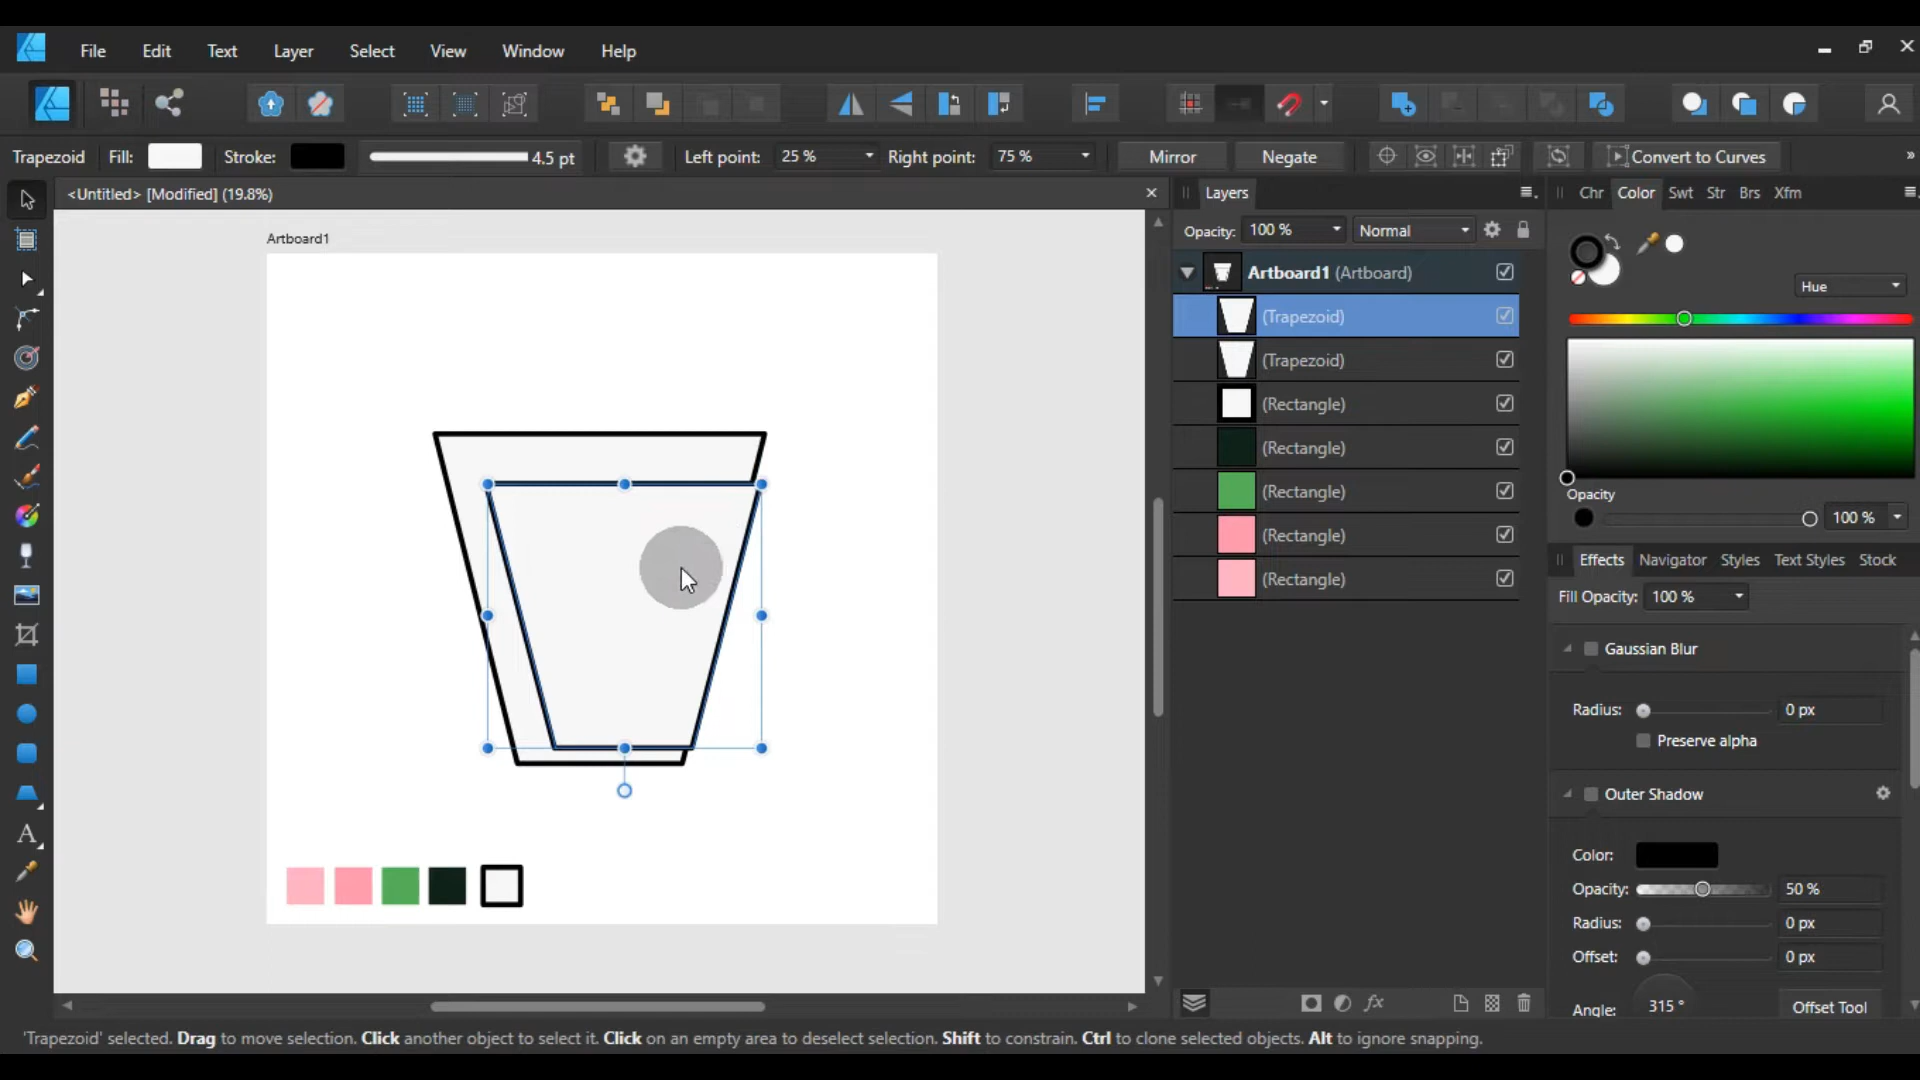 File Edit Text Layer Select View Window Help
Trapezoid Fill: Stroke: 4.5 pt Left point: 25 % Right point: 75 % Mirror Negate Convert to Curves »
<Untitled> [Modified] (19.8%)
Artboard1
Layers
Opacity: 100 % Normal
Artboard1 (Artboard)
(Trapezoid)
(Trapezoid)
(Rectangle)
(Rectangle)
(Rectangle)
(Rectangle)
(Rectangle)
Chr Color Swt Str Brs Xfm
Hue
Opacity
100 %
Effects Navigator Styles Text Styles Stock
Fill Opacity: 100 %
Gaussian Blur
Radius: 0 px
Preserve alpha
Outer Shadow
Color:
Opacity: 50 %
Radius: 0 px
Offset: 0 px
Angle: 315 ° Offset Tool
'Trapezoid' selected. Drag to move selection. Click another object to select it. Click on an empty area to deselect selection. Shift to constrain. Ctrl to clone selected objects. Alt to ignore snapping.